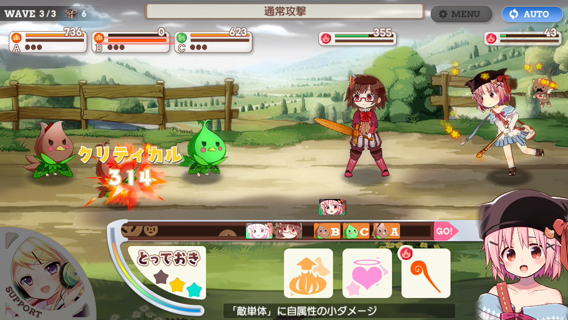 WAVE 3/3 6
通常攻撃
MENU
AUTO
736
A
0
B
623
C
355
43
クリティカル
314
B C A GO!
とっておき
SUPPORT
「敵単体」に自属性の小ダメージ